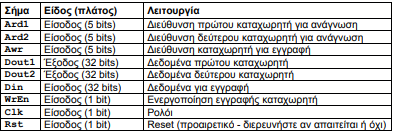 Σήμα Είδος (πλάτος) Λειτουργία
Ard1 Είσοδος (5 bits) Διεύθυνση πρώτου καταχωρητή για ανάγνωση
Ard2 Είσοδος (5 bits) Διεύθυνση δεύτερου καταχωρητή για ανάγνωση
Awr Είσοδος (5 bits) Διεύθυνση καταχωρητή για εγγραφή
Dout1 Έξοδος (32 bits) Δεδομένα πρώτου καταχωρητή
Dout2 Έξοδος (32 bits) Δεδομένα δεύτερου καταχωρητή
Din Είσοδος (32 bits) Δεδομένα για εγγραφή
WrEn Είσοδος (1 bit) Ενεργοποίηση εγγραφής καταχωρητή
Clk Είσοδος (1 bit) Ρολόι
Rst Είσοδος (1 bit) Reset (προαιρετικό - διερευνήστε αν απαιτείται ή όχι)